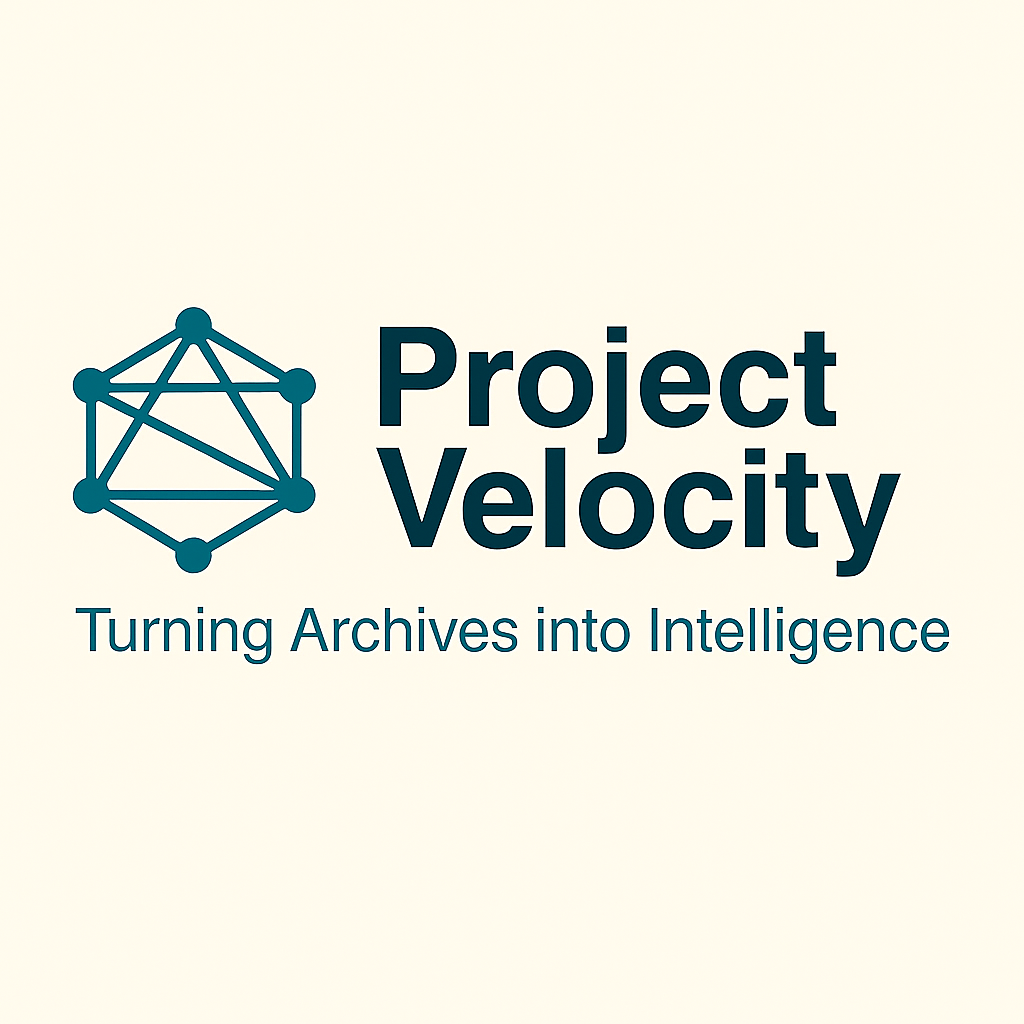 Project
Velocity
Turning Archives into Intelligence